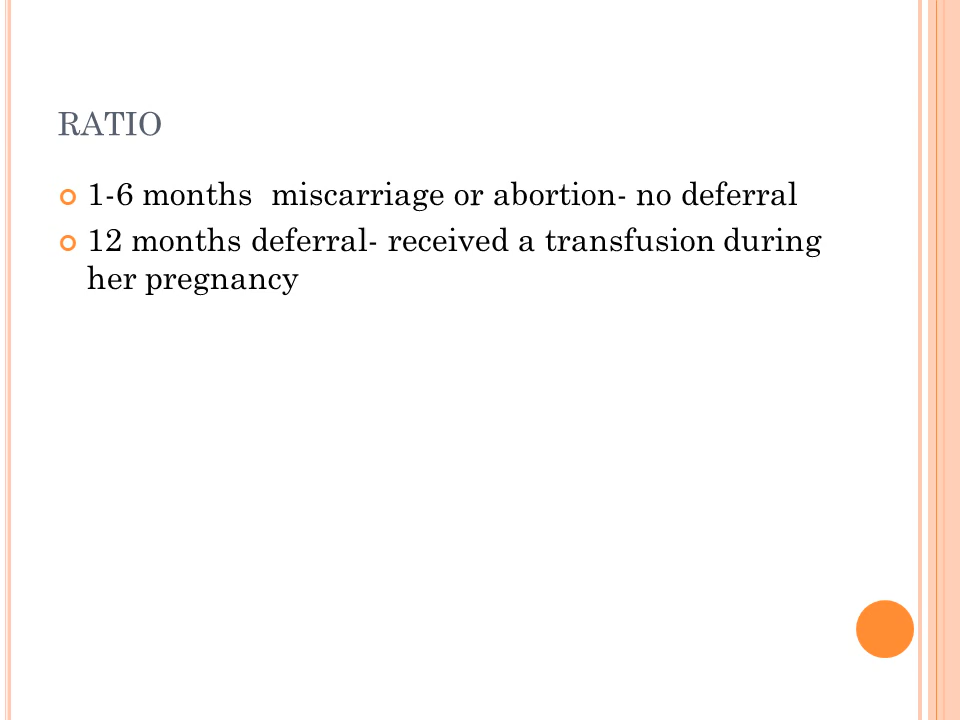 RATIO
1-6 months  miscarriage or abortion- no deferral
12 months deferral- received a transfusion during
her pregnancy